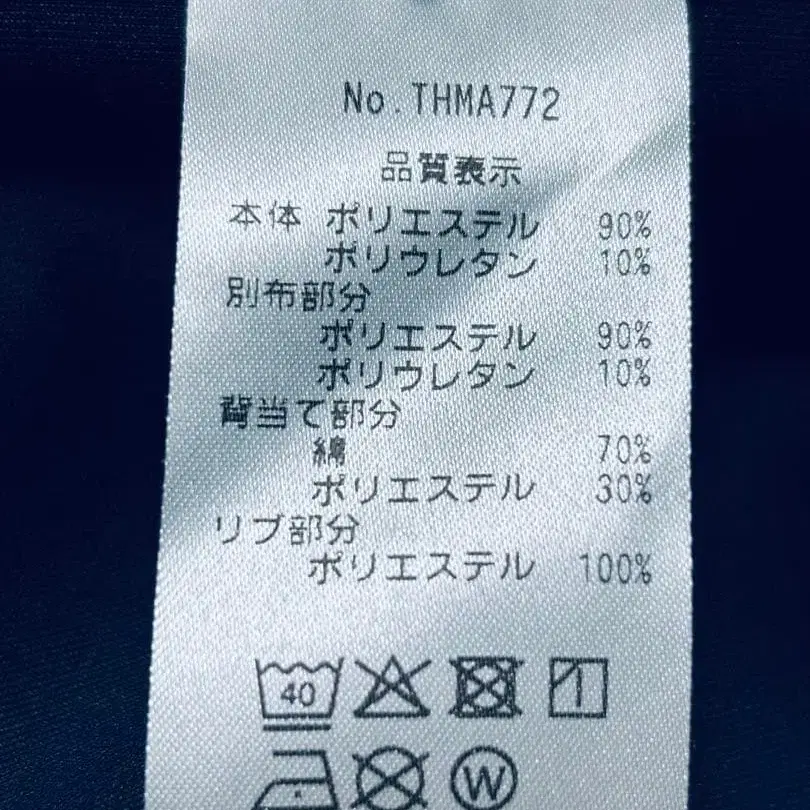 No.THMA772
品質表示
本体 ポリエステル 90%
ポリウレタン 10%
別布部分
ポリエステル 90%
ポリウレタン 10%
背当て部分
綿 70%
ポリエステル 30%
リブ部分
ポリエステル 100%
40
W